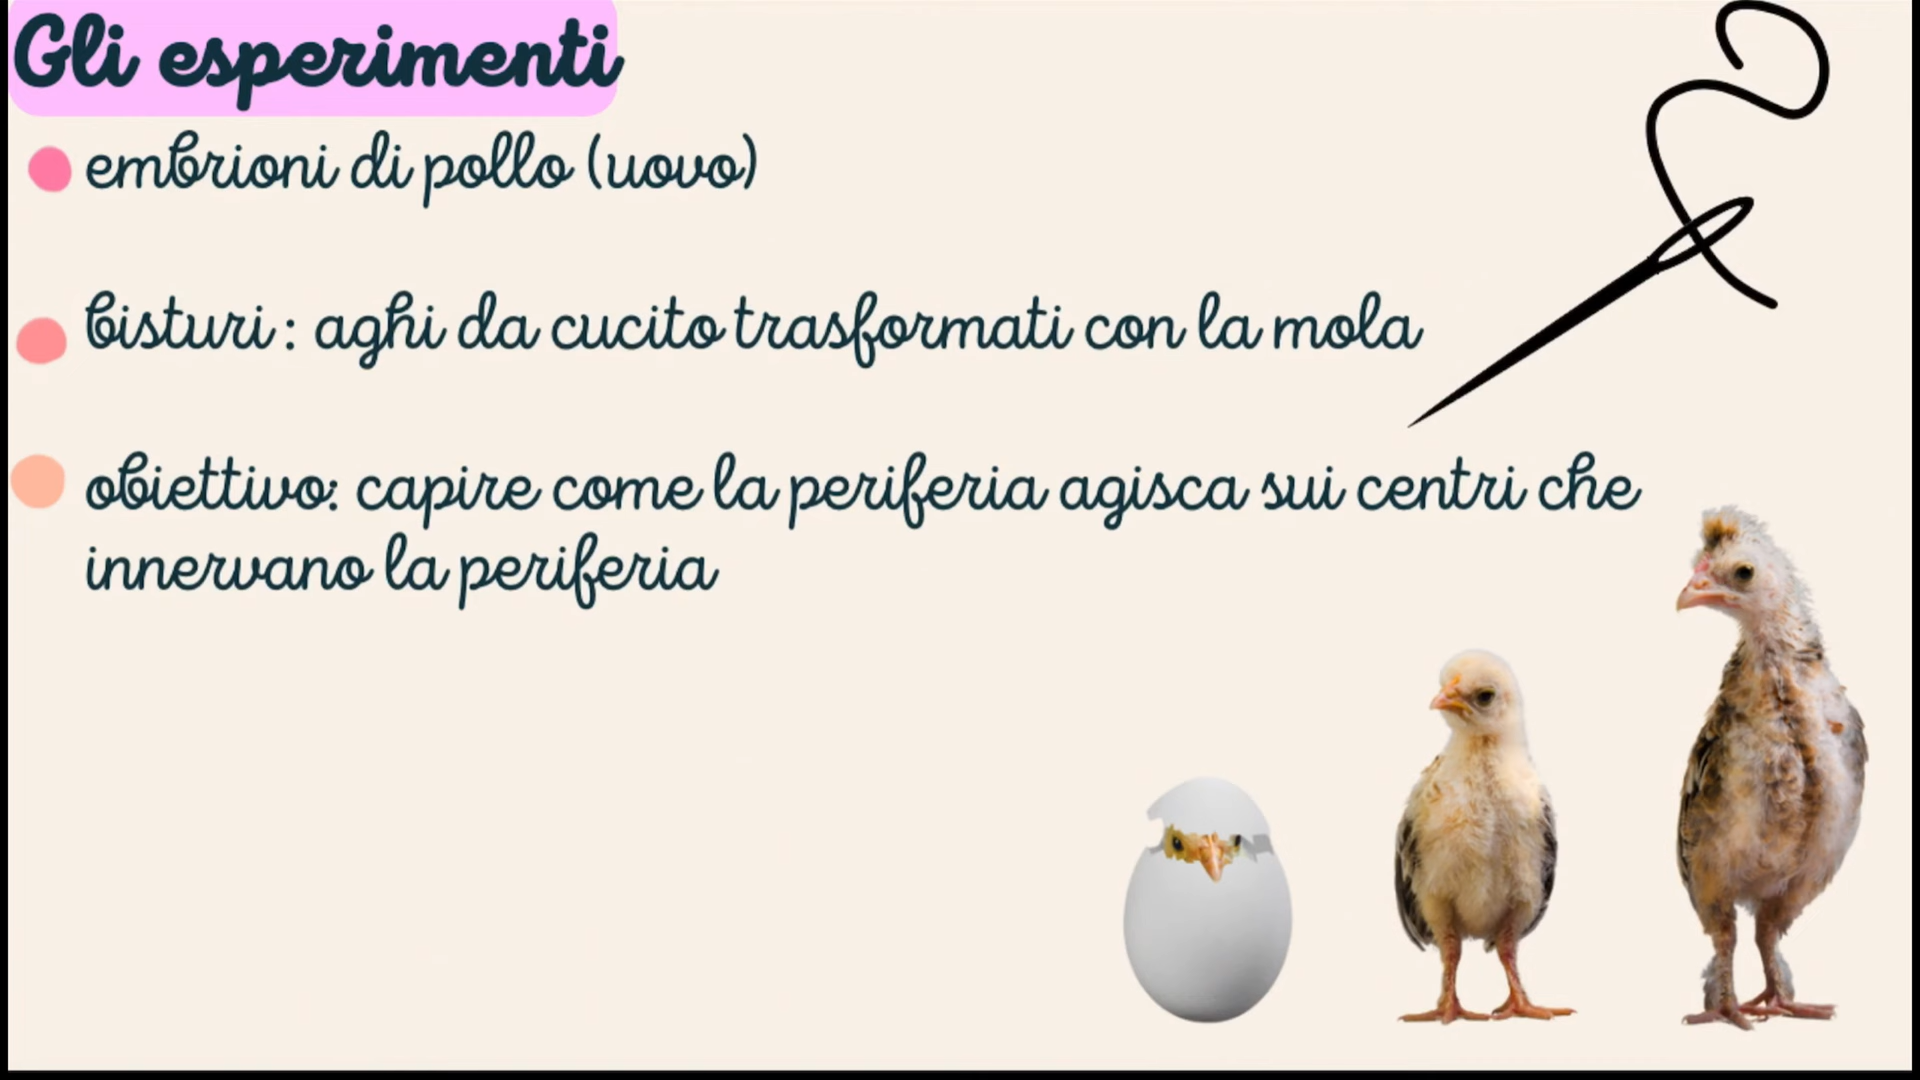 Gli esperimenti
embrioni di pollo (uovo)
bisturi : aghi da cucito trasformati con la mola
obiettivo: capire come la periferia agisca sui centri che
innervano la periferia